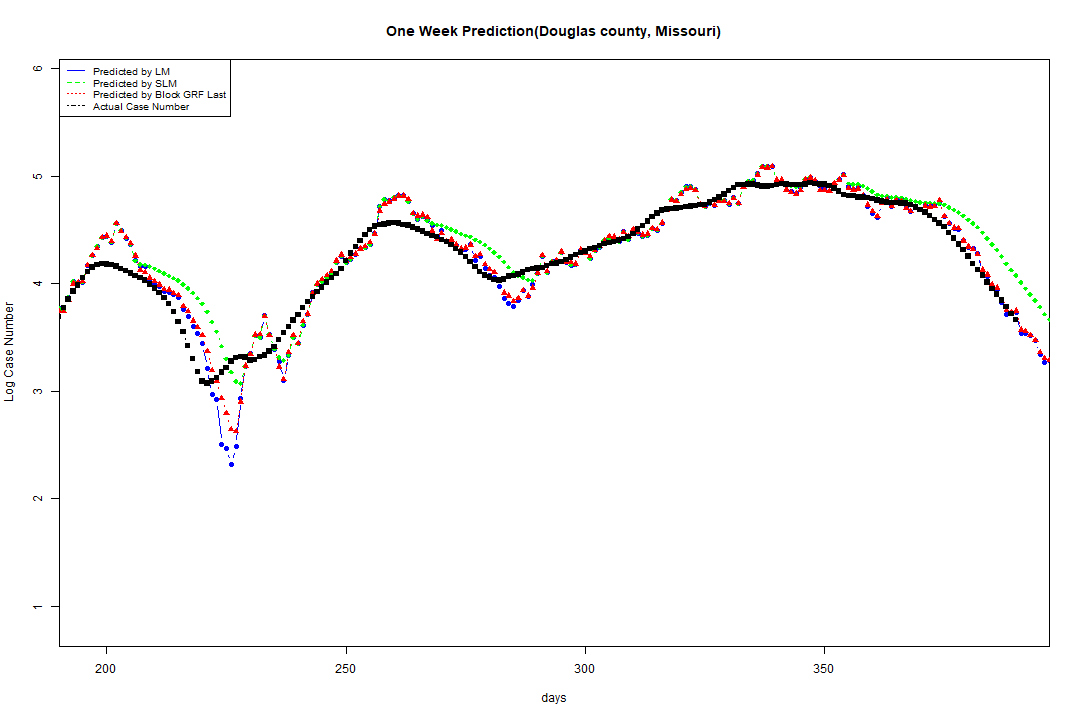 One Week Prediction(Douglas county, Missouri)
6
Predicted by LM
Predicted by SLM
Predicted by Block GRF Last
Actual Case Number
5
4
3
2
1
Log Case Number
200 250 300 350
days